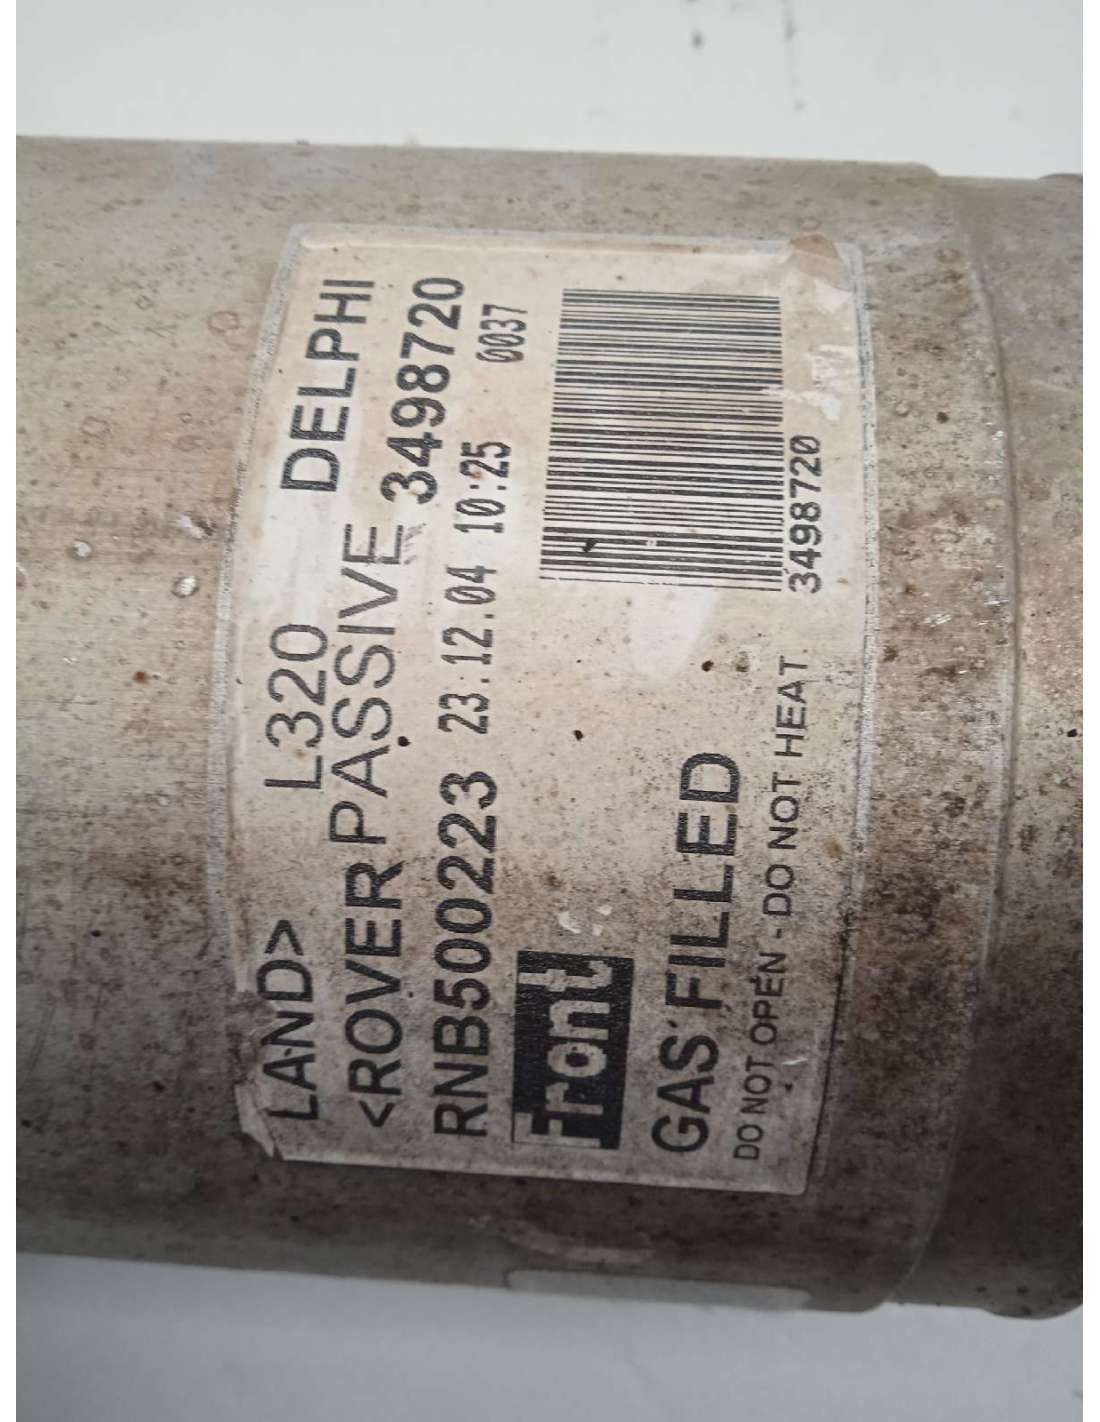 LAND> L320 DELPHI
<ROVER PASSIVE 3498720
RNB500223 23.12.04 10:25 0037
Front
3498720
GAS FILLED
DO NOT OPEN - DO NOT HEAT